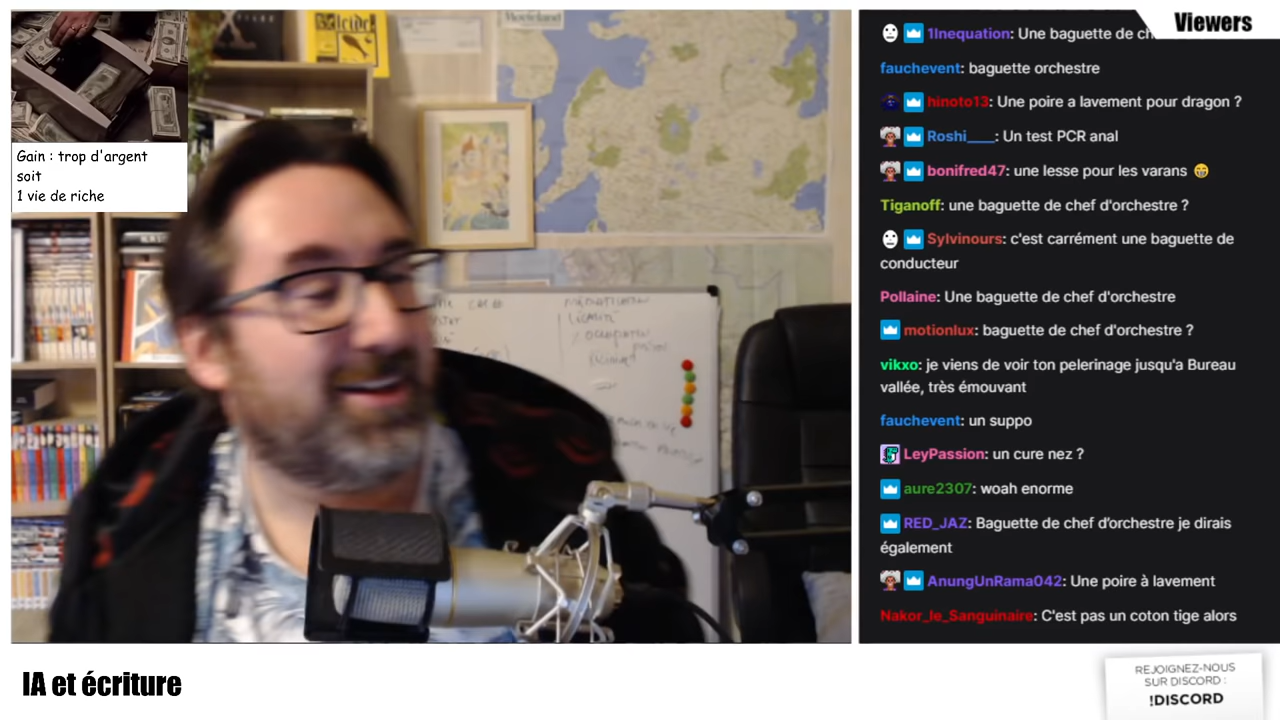 Gain : trop d'argent
soit
1 vie de riche
Movieland
Viewers
1Inequation: Une baguette de
fauchevent: baguette orchestre
hinoto13: Une poire a lavement pour dragon ?
Roshi___: Un test PCR anal
bonifred47: une lesse pour les varans 😁
Tiganoff: une baguette de chef d'orchestre ?
Sylvinours: c'est carrément une baguette de
conducteur
Pollaine: Une baguette de chef d'orchestre
motionlux: baguette de chef d'orchestre ?
vikxo: je viens de voir ton pelerinage jusqu'a Bureau
vallée, très émouvant
fauchevent: un suppo
LeyPassion: un cure nez ?
aure2307: woah enorme
RED_JAZ: Baguette de chef d'orchestre je dirais
également
AnungUnRama042: Une poire à lavement
Nakor_le_Sanguinaire: C'est pas un coton tige alors
IA et écriture
REJOIGNEZ-NOUS
SUR DISCORD :
!DISCORD